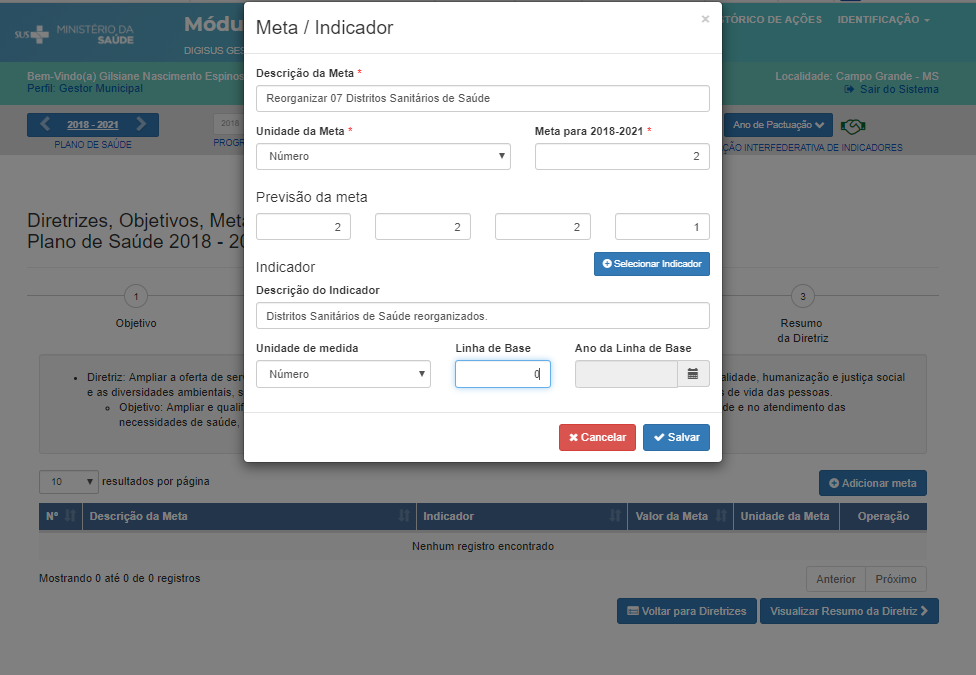 SUS
MINISTÉRIO DA
SAÚDE
Módu
DIGISUS GES
STÓRICO DE AÇÕES
IDENTIFICAÇÃO
Bem-Vindo(a) Gilsiane Nascimento Espinos
Perfil: Gestor Municipal
Localidade: Campo Grande - MS
Sair do Sistema
2018 - 2021
PLANO DE SAÚDE
2018
PROGR
Ano de Pactuação
ÇÃO INTERFEDERATIVA DE INDICADORES
Meta / Indicador
×
Descrição da Meta *
Reorganizar 07 Distritos Sanitários de Saúde
Unidade da Meta *
Meta para 2018-2021 *
Número
2
Previsão da meta
2
2
2
1
Indicador
Selecionar Indicador
Descrição do Indicador
Distritos Sanitários de Saúde reorganizados.
Unidade de medida
Linha de Base
Ano da Linha de Base
Número
0
Cancelar
Salvar
Diretrizes, Objetivos, Meta
Plano de Saúde 2018 - 20
1
Objetivo
3
Resumo
da Diretriz
Diretriz: Ampliar a oferta de serv
alidade, humanização e justiça social
e as diversidades ambientais, s
s de vida das pessoas.
Objetivo: Ampliar e qualif
de e no atendimento das
necessidades de saúde,
10
resultados por página
Adicionar meta
Nº
Descrição da Meta
Indicador
Valor da Meta
Unidade da Meta
Operação
Nenhum registro encontrado
Mostrando 0 até 0 de 0 registros
Anterior
Próximo
Voltar para Diretrizes
Visualizar Resumo da Diretriz